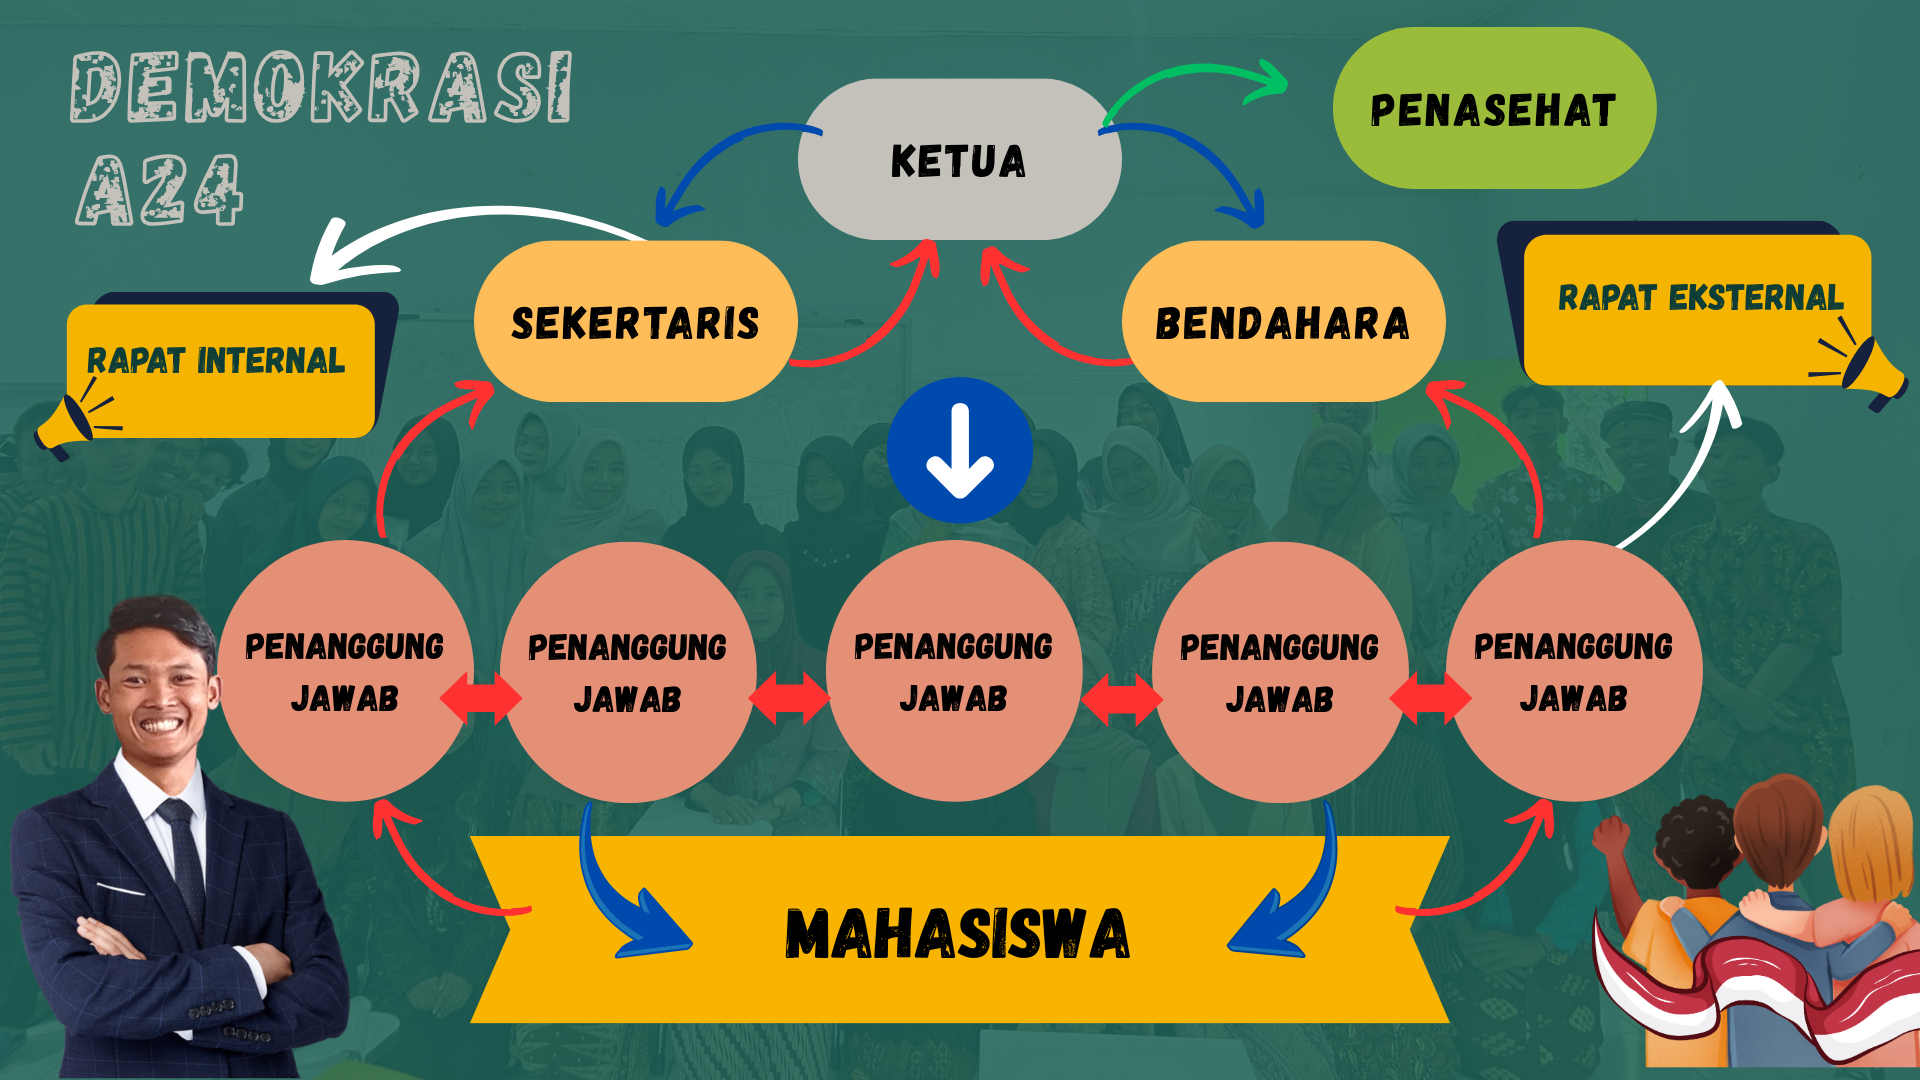 DEMOKRASI
A24
KETUA
PENASEHAT
SEKERTARIS
BENDAHARA
RAPAT INTERNAL
RAPAT EKSTERNAL
PENANGGUNG
JAWAB
PENANGGUNG
JAWAB
PENANGGUNG
JAWAB
PENANGGUNG
JAWAB
PENANGGUNG
JAWAB
MAHASISWA